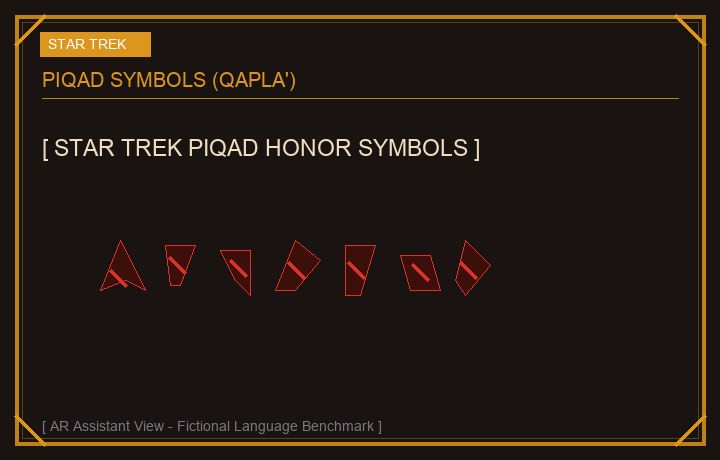 STAR TREK
PIQAD SYMBOLS (QAPLA')
[ STAR TREK PIQAD HONOR SYMBOLS ]
[ AR Assistant View - Fictional Language Benchmark ]